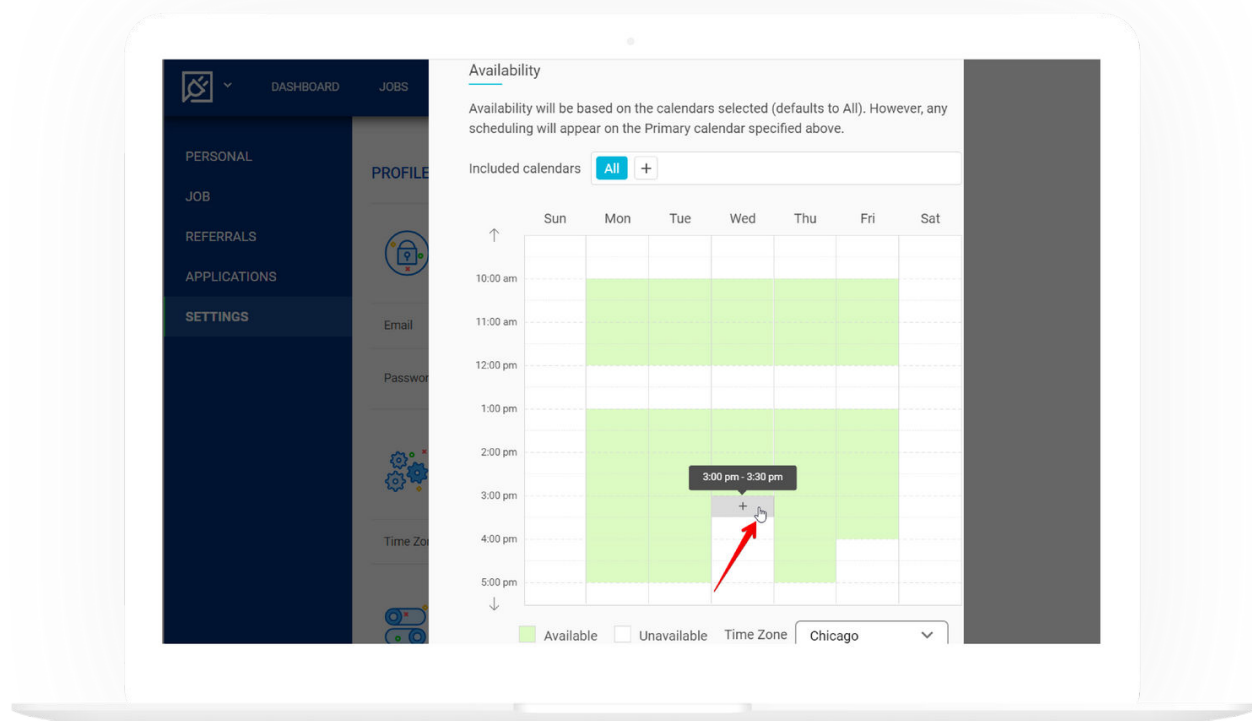 DASHBOARD
JOBS
PERSONAL
JOB
REFERRALS
APPLICATIONS
SETTINGS
PROFILE
Email
Availability
Availability will be based on the calendars selected (defaults to All). However, any
scheduling will appear on the Primary calendar specified above.
Included calendars All +
Sun Mon Tue Wed Thu Fri Sat
10:00 am
11:00 am
12:00 pm
1:00 pm
2:00 pm
3:00 pm - 3:30 pm
3:00 pm
+
4:00 pm
5:00 pm
Available Unavailable Time Zone Chicago